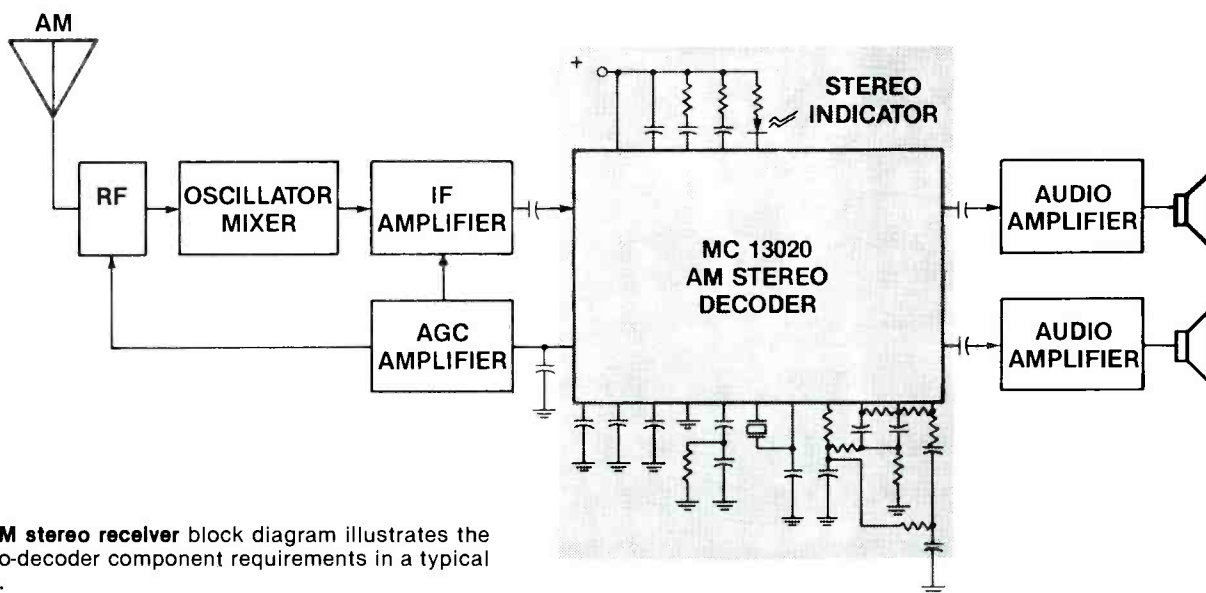 AM
+
STEREO
INDICATOR
RF
OSCILLATOR
MIXER
IF
AMPLIFIER
MC 13020
AM STEREO
DECODER
AUDIO
AMPLIFIER
AGC
AMPLIFIER
AUDIO
AMPLIFIER
M stereo receiver block diagram illustrates the
o-decoder component requirements in a typical
.